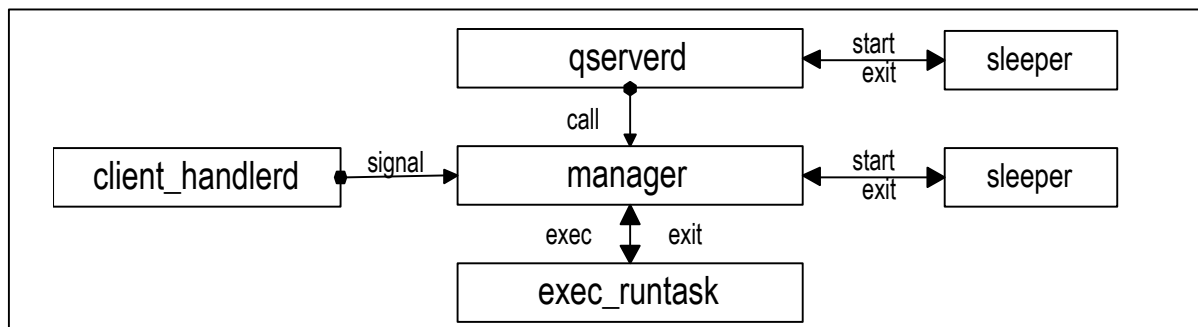 qserverd
start
exit
sleeper
call
client_handlerd
signal
manager
start
exit
sleeper
exec
exit
exec_runtask